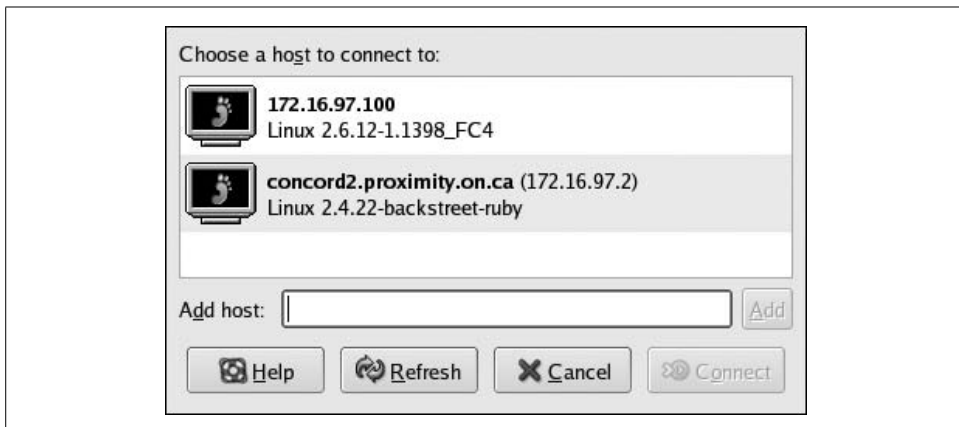 Choose a host to connect to:
172.16.97.100
Linux 2.6.12-1.1398_FC4
concord2.proximity.on.ca (172.16.97.2)
Linux 2.4.22-backstreet-ruby
Add host:
Add
Help
Refresh
Cancel
Connect